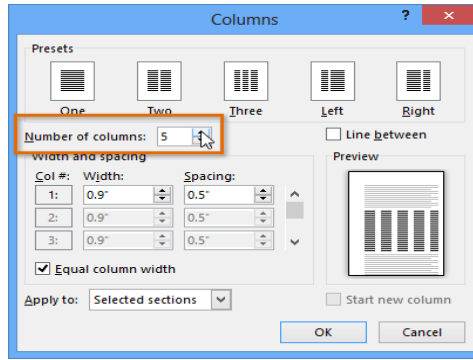 Columns ? ×
Presets
One Two Three Left Right
Number of columns: 5 Line between
Width and spacing Preview
Col #: Width: Spacing:
1: 0.9" 0.5"
2: 0.9" 0.5"
3: 0.9" 0.5"
Equal column width
Apply to: Selected sections Start new column
OK Cancel